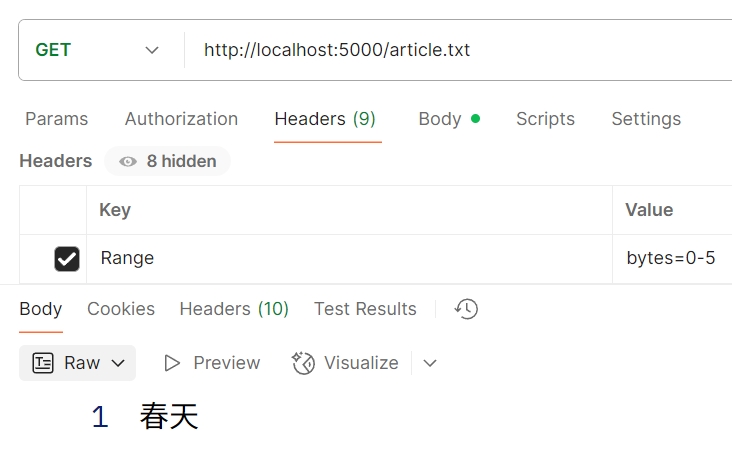 GET http://localhost:5000/article.txt
Params Authorization Headers (9) Body Scripts Settings
Headers 8 hidden
Key Value
Range bytes=0-5
Body Cookies Headers (10) Test Results
Raw Preview Visualize
1 春天